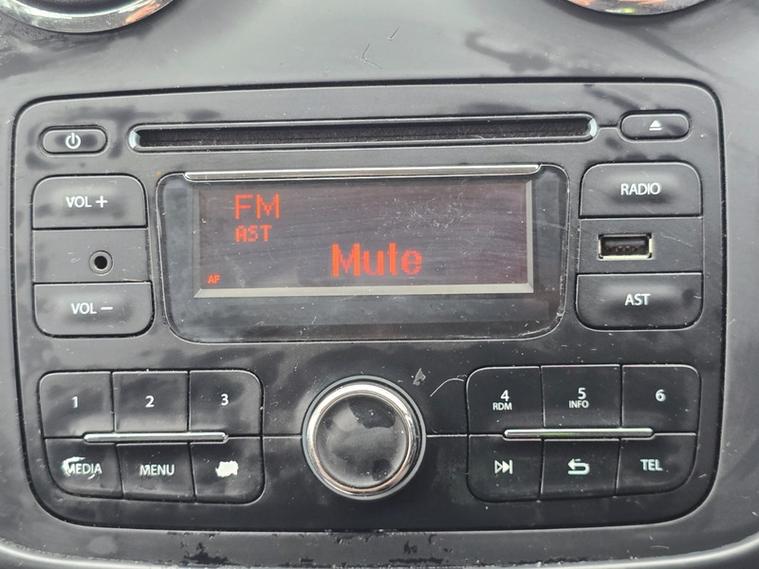 VOL +
RADIO
FM
AST
Mute
AF
VOL –
AST
1 2 3
4 5 6
RDM INFO
MEDIA MENU
TEL